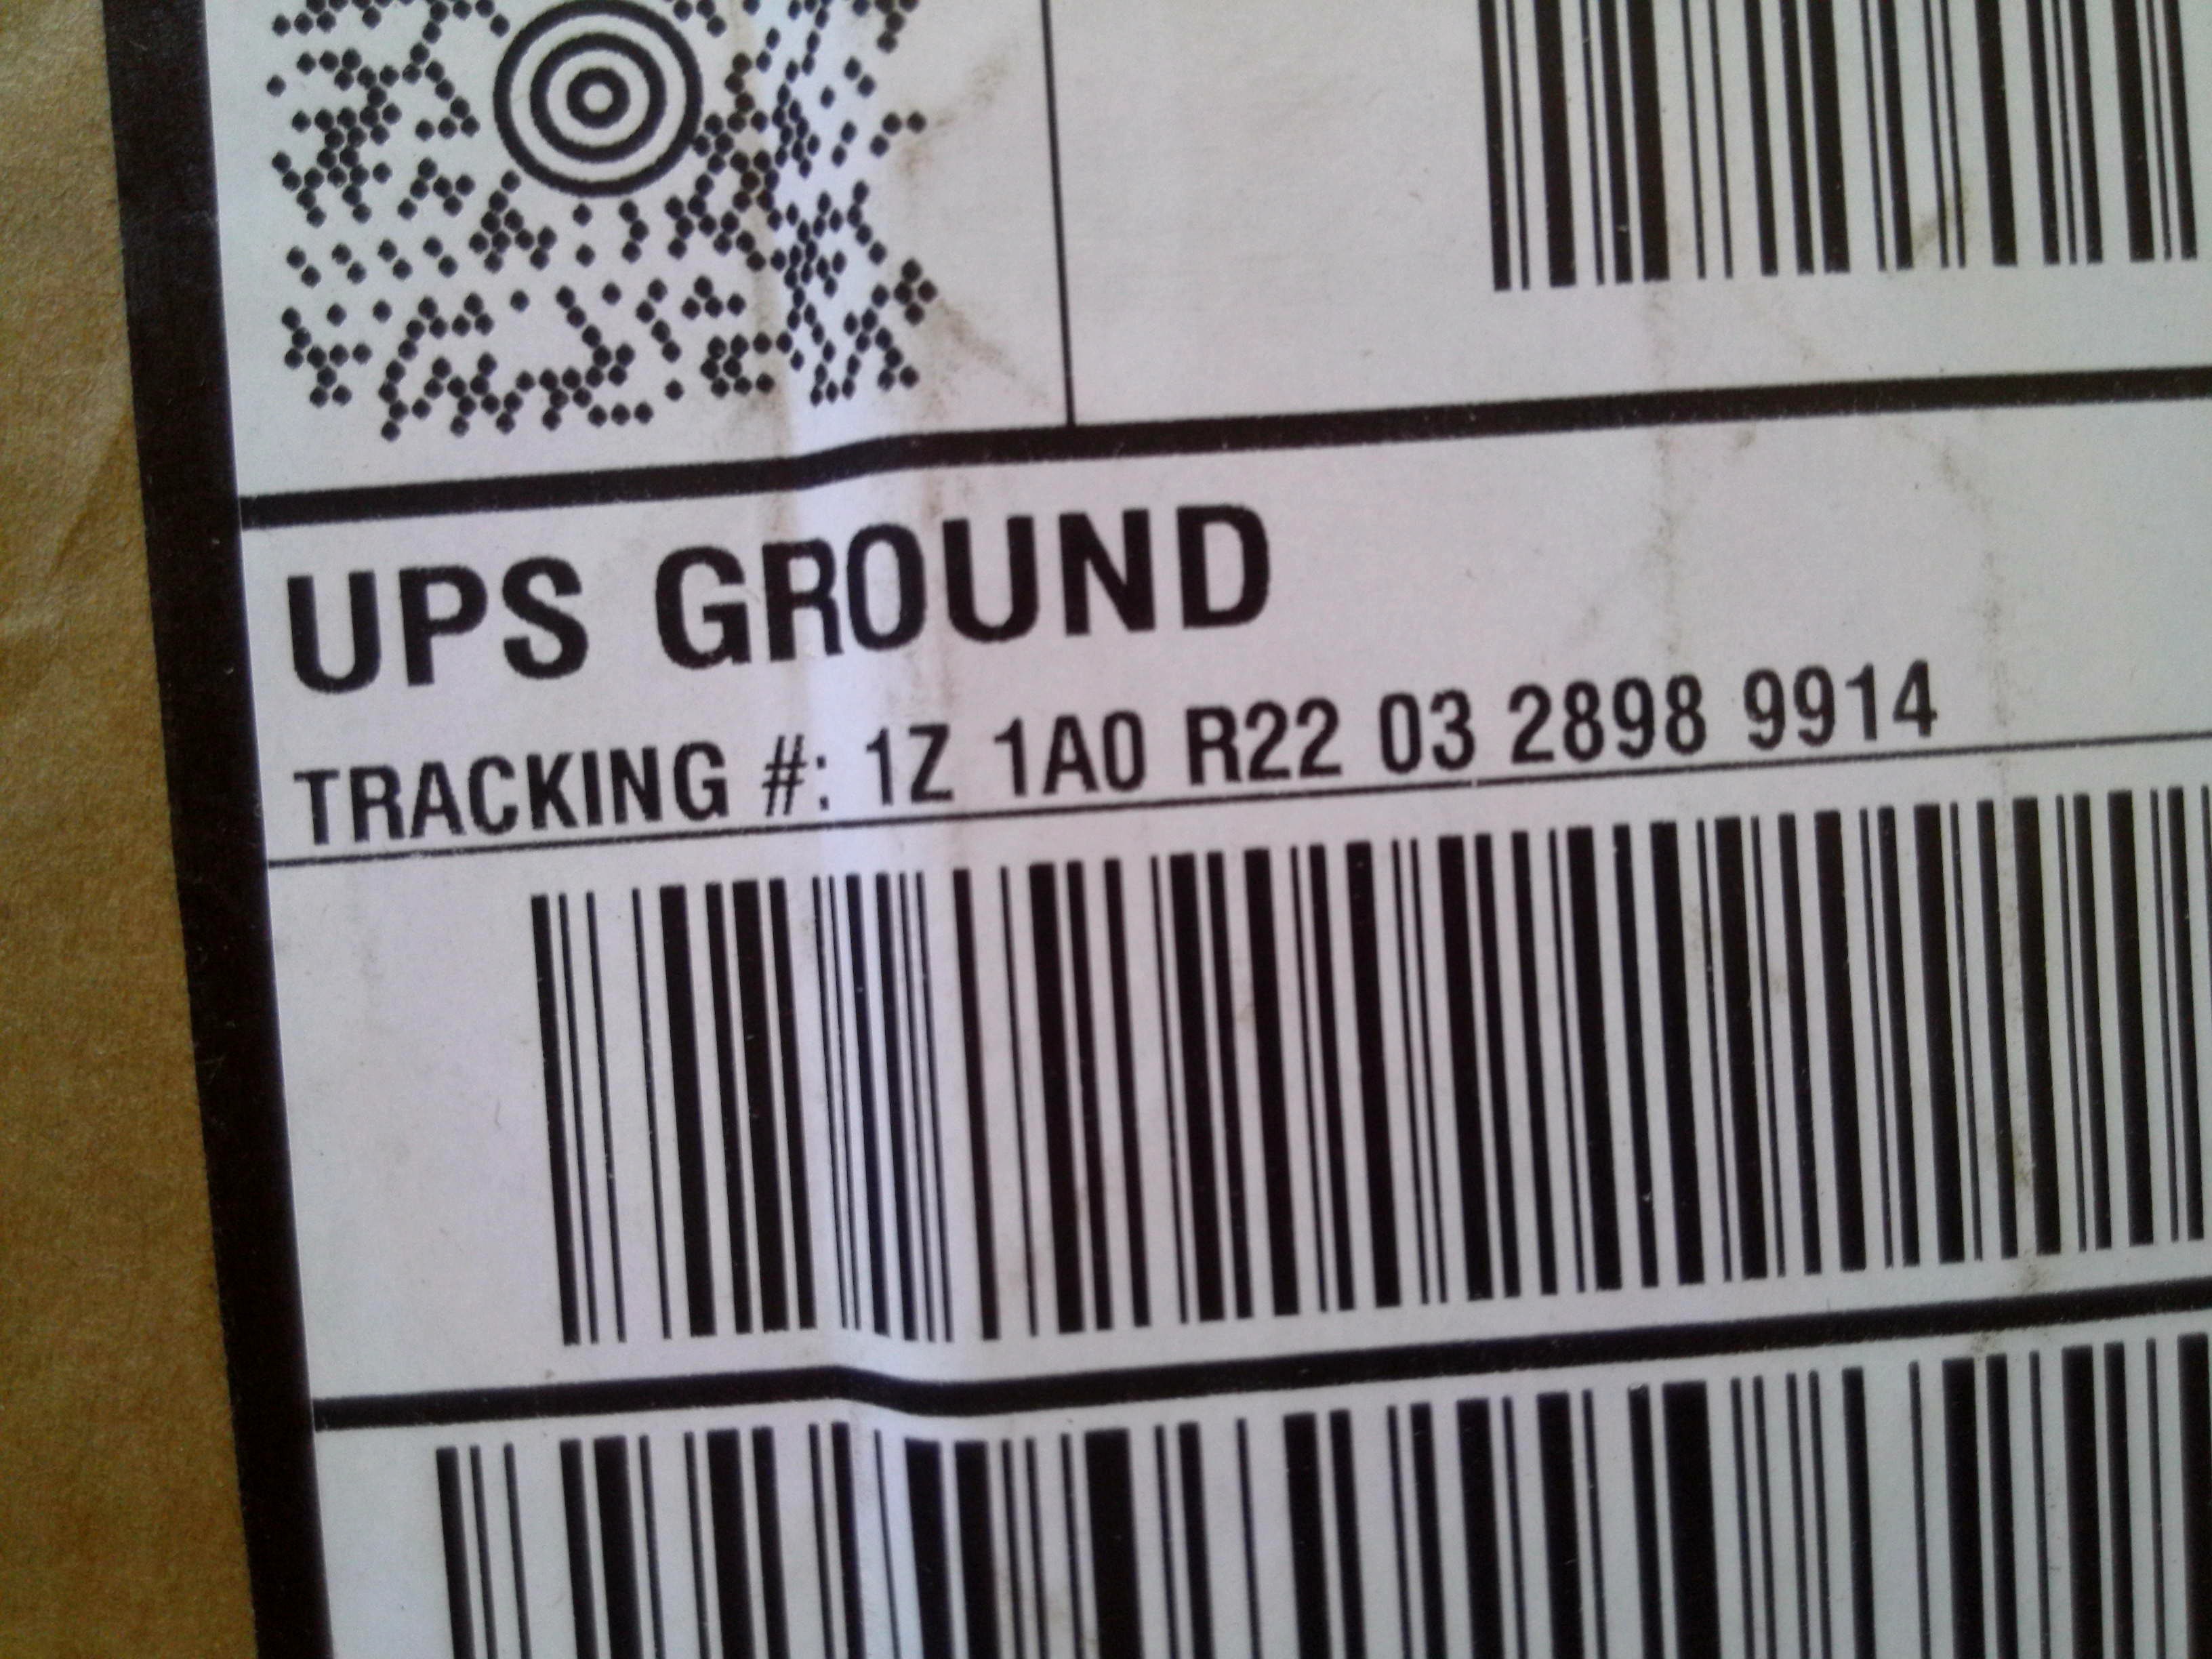 UPS GROUND
TRACKING #: 1Z 1A0 R22 03 2898 9914